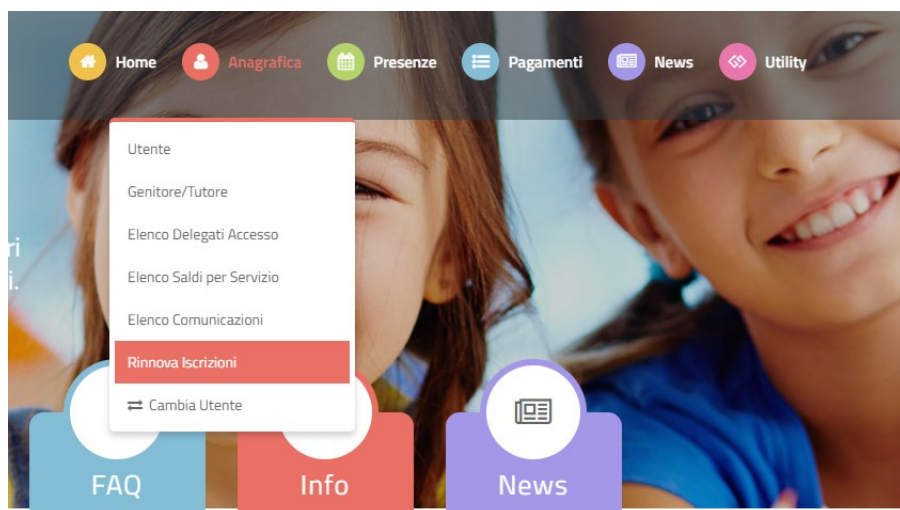 Home Anagrafica Presenze Pagamenti News Utility
Utente
Genitore/Tutore
Elenco Delegati Accesso
ri
Elenco Saldi per Servizio
i.
Elenco Comunicazioni
Rinnova Iscrizioni
Cambia Utente
FAQ Info News